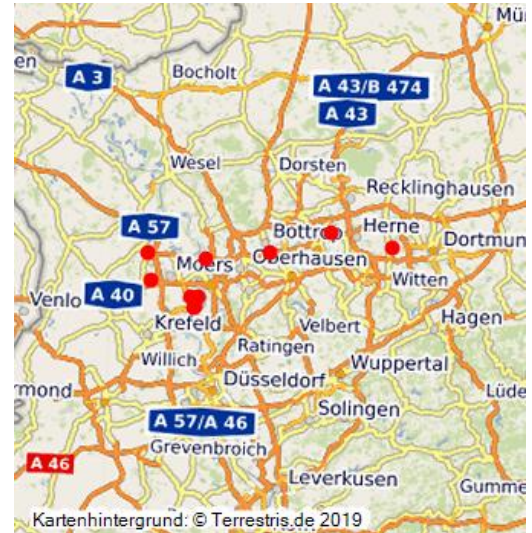 Mün
en
A 3
Bocholt
A 43/B 474
A 43
Wesel
Dorsten
Recklinghausen
A 57
Bottrop
Herne
Dortmun
Moers
Oberhausen
Witten
Venlo
A 40
Krefeld
Velbert
Hagen
Ratingen
Willich
Wuppertal
rmond
Düsseldorf
Lüde
Solingen
A 57/A 46
Grevenbroich
A 46
Leverkusen
Gumme
Kartenhintergrund: © Terrestris.de 2019